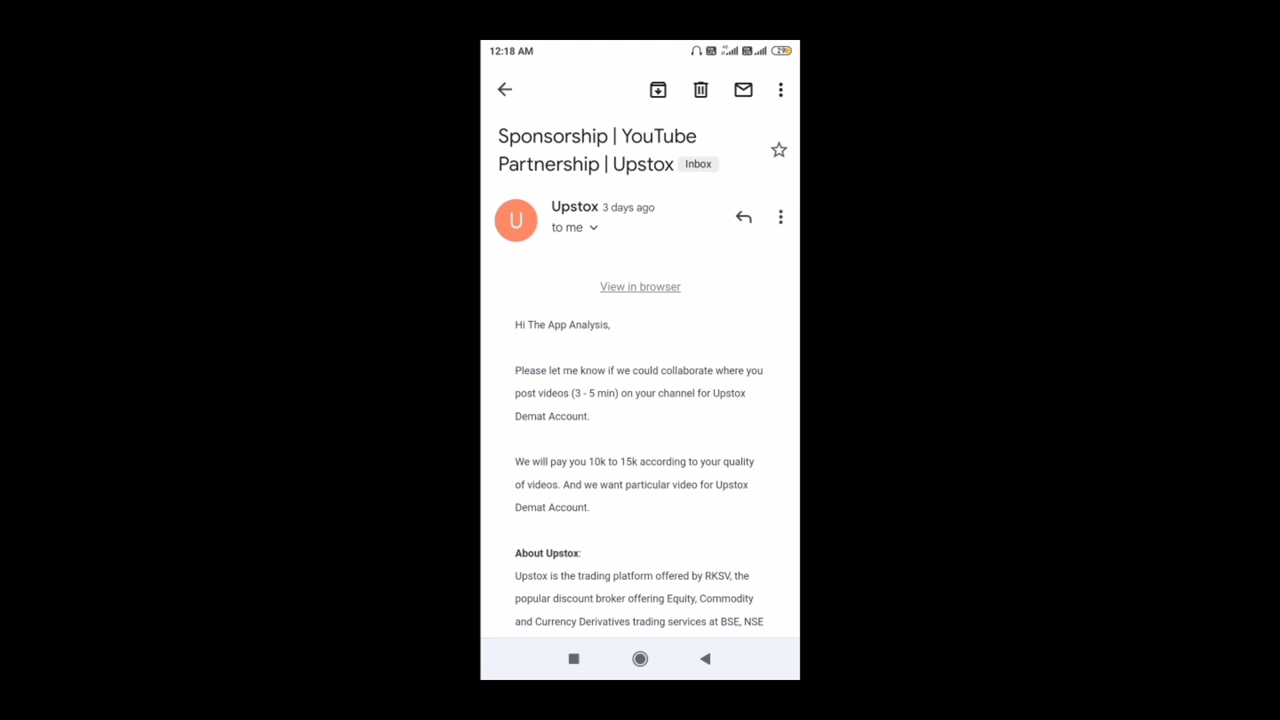 12:18 AM
29
Sponsorship | YouTube
Partnership | Upstox Inbox
U
Upstox 3 days ago
to me
View in browser
Hi The App Analysis,
Please let me know if we could collaborate where you
post videos (3 - 5 min) on your channel for Upstox
Demat Account.
We will pay you 10k to 15k according to your quality
of videos. And we want particular video for Upstox
Demat Account.
About Upstox:
Upstox is the trading platform offered by RKSV, the
popular discount broker offering Equity, Commodity
and Currency Derivatives trading services at BSE, NSE